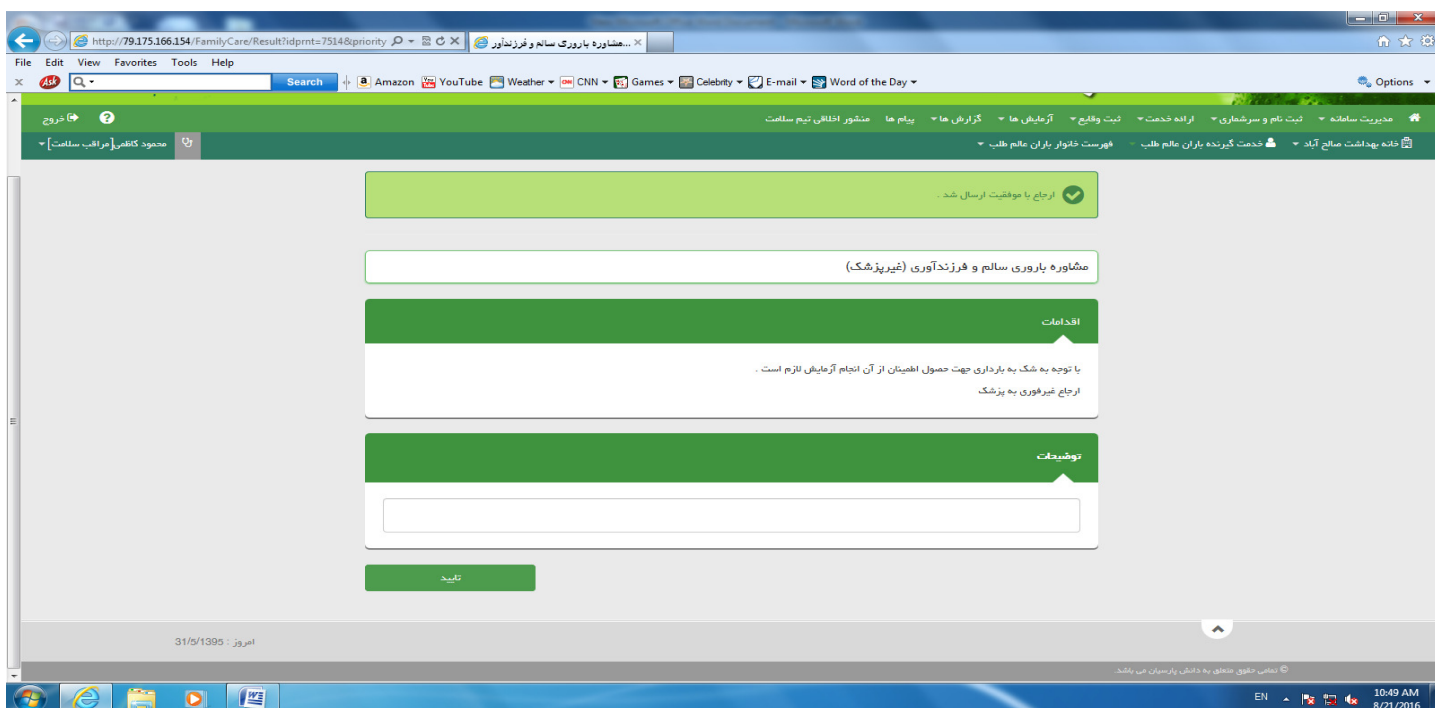 http://79.175.166.154/FamilyCare/Result?idprnt=7514&priority
مشاوره باروری سالم و فرزندآور...
File Edit View Favorites Tools Help
Ask Search Amazon YouTube Weather CNN Games Celebrity E-mail Word of the Day Options
مدیریت سامانه ثبت نام و سرشماری ارائه خدمت ثبت وقایع آزمایش ها گزارش ها پیام ها منشور اخلاقی تیم سلامت ? خروج
خانه بهداشت صالح آباد خدمت گیرنده باران عالم طلب فهرست خانوار باران عالم طلب محمود کاظمی[مراقب سلامت]
ارجاع با موفقیت ارسال شد .
مشاوره باروری سالم و فرزندآوری (غیرپزشک)
اقدامات
با توجه به شک به بارداری جهت حصول اطمینان از آن انجام آزمایش لازم است .
ارجاع غیرفوری به پزشک
توضیحات
تایید
امروز : 31/5/1395
© تمامی حقوق متعلق به دانش پارسیان می باشد.
EN 10:49 AM
8/21/2016